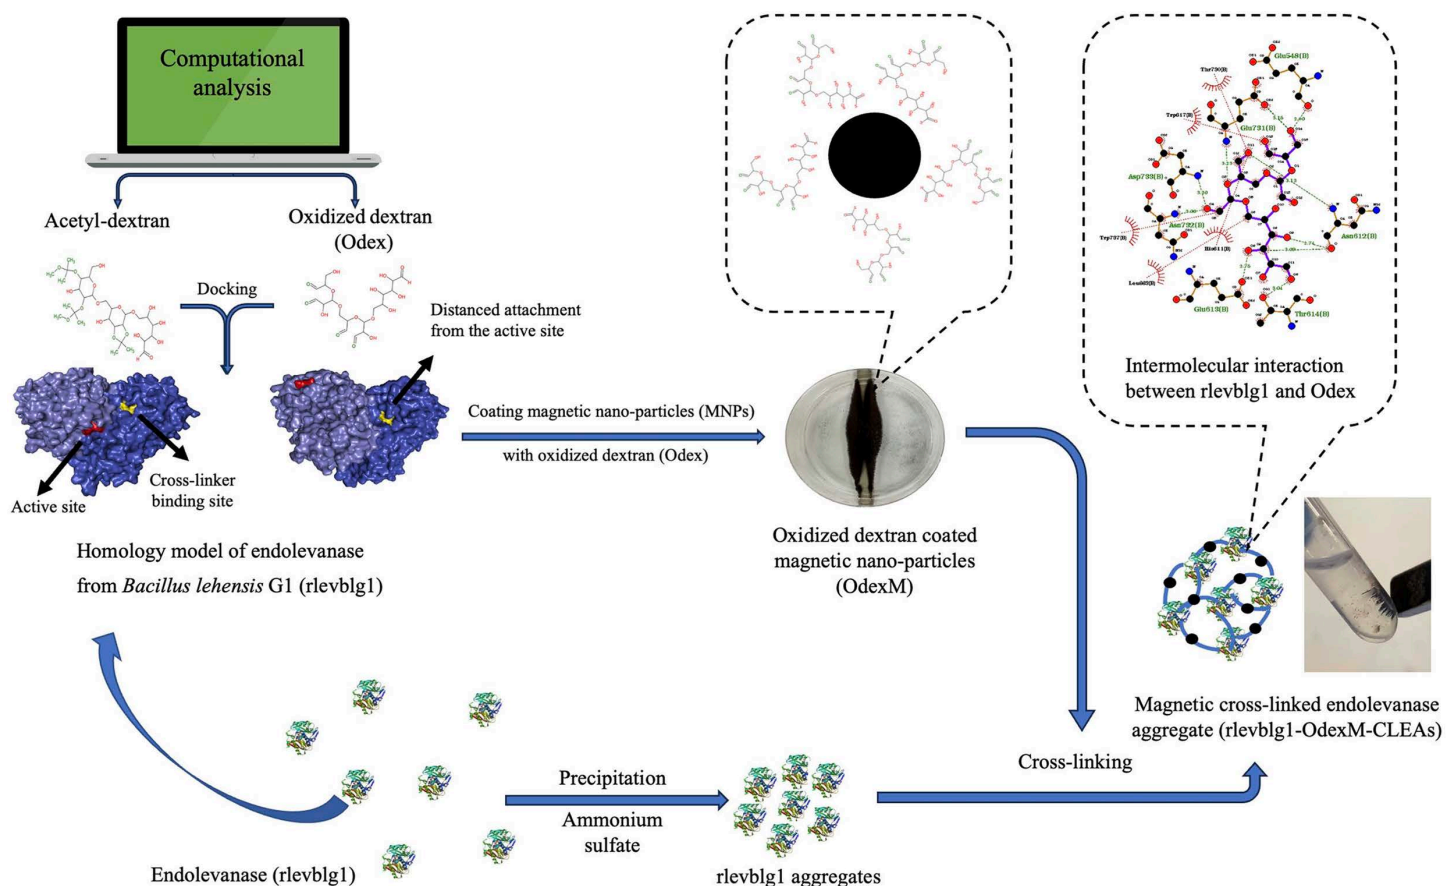 Computational
analysis
Acetyl-dextran
Oxidized dextran
(Odex)
Docking
Distanced attachment
from the active site
Active site
Cross-linker
binding site
Homology model of endolevanase
from Bacillus lehensis G1 (rlevblg1)
Coating magnetic nano-particles (MNPs)
with oxidized dextran (Odex)
Oxidized dextran coated
magnetic nano-particles
(OdexM)
Glu548(B)
Thr730(B)
Trp617(B)
Glu731(B)
Asp733(B)
Asn732(B)
Asn612(B)
Trp737(B)
His611(B)
Glu613(B)
Thr614(B)
Intermolecular interaction
between rlevblg1 and Odex
Magnetic cross-linked endolevanase
aggregate (rlevblg1-OdexM-CLEAs)
Cross-linking
Precipitation
Ammonium
sulfate
Endolevanase (rlevblg1)
rlevblg1 aggregates